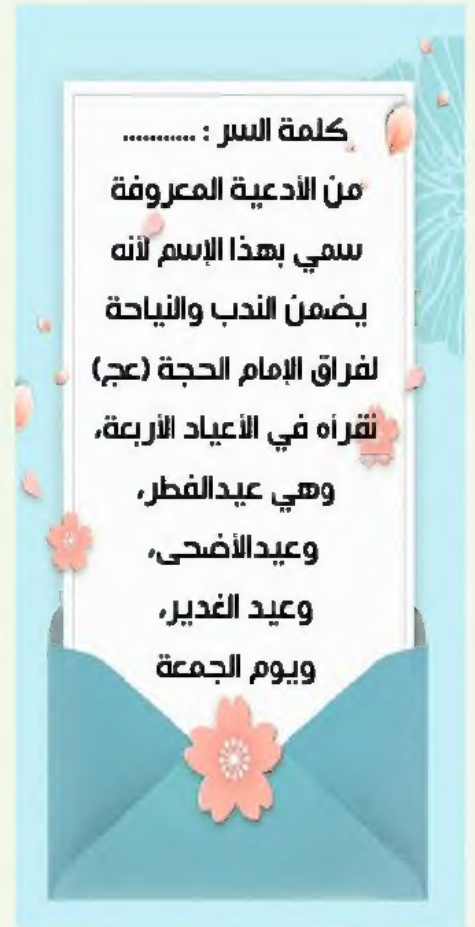 كلمة السر : ...........
من الأدعية المعروفة
سمي بهذا الإسم لأنه
يضمن الندب والنياحة
لفراق الإمام الحجة (عج)
نقرأه في الأعياد الأربعة،
وهي عيدالفطر،
وعيدالأضحى،
وعيد الغدير،
ويوم الجمعة